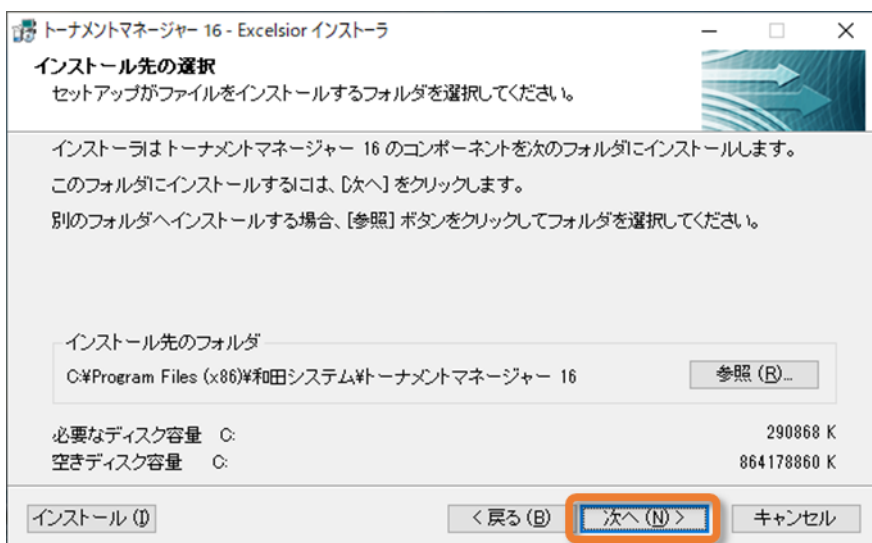 トーナメントマネージャー 16 - Excelsior インストーラ
インストール先の選択
セットアップがファイルをインストールするフォルダを選択してください。
インストーラはトーナメントマネージャー 16 のコンポーネントを次のフォルダにインストールします。
このフォルダにインストールするには、[次へ] をクリックします。
別のフォルダへインストールする場合、[参照] ボタンをクリックしてフォルダを選択してください。
インストール先のフォルダ
C:¥Program Files (x86)¥和田システム¥トーナメントマネージャー 16
参照 (R)...
必要なディスク容量 C: 290868 K
空きディスク容量 C: 864178860 K
インストール (I) < 戻る (B) 次へ (N) > キャンセル